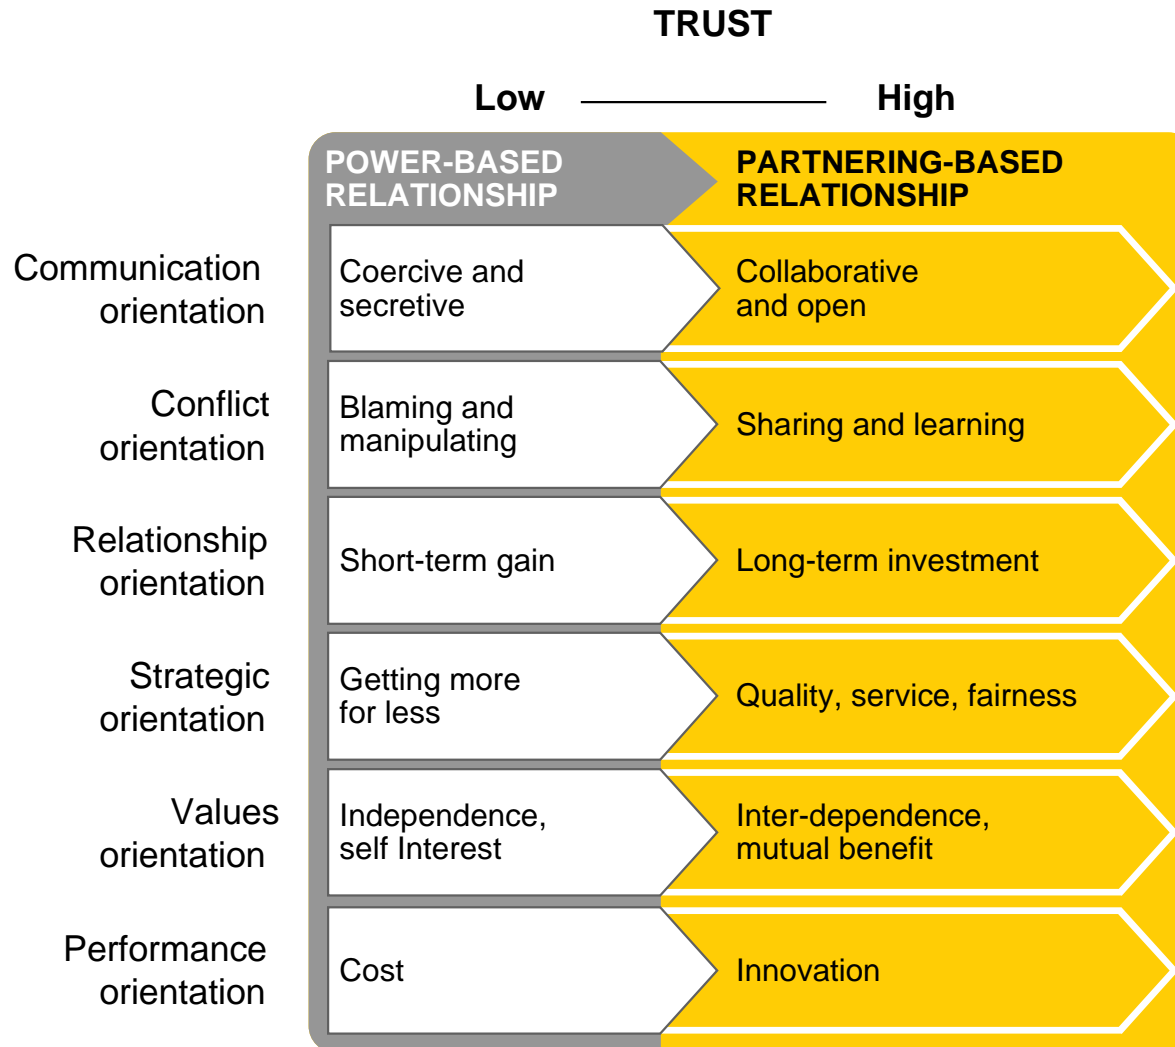 TRUST
Low
High
POWER-BASED
RELATIONSHIP
PARTNERING-BASED
RELATIONSHIP
Communication
orientation
Coercive and
secretive
Collaborative
and open
Conflict
orientation
Blaming and
manipulating
Sharing and learning
Relationship
orientation
Short-term gain
Long-term investment
Strategic
orientation
Getting more
for less
Quality, service, fairness
Values
orientation
Independence,
self Interest
Inter-dependence,
mutual benefit
Performance
orientation
Cost
Innovation